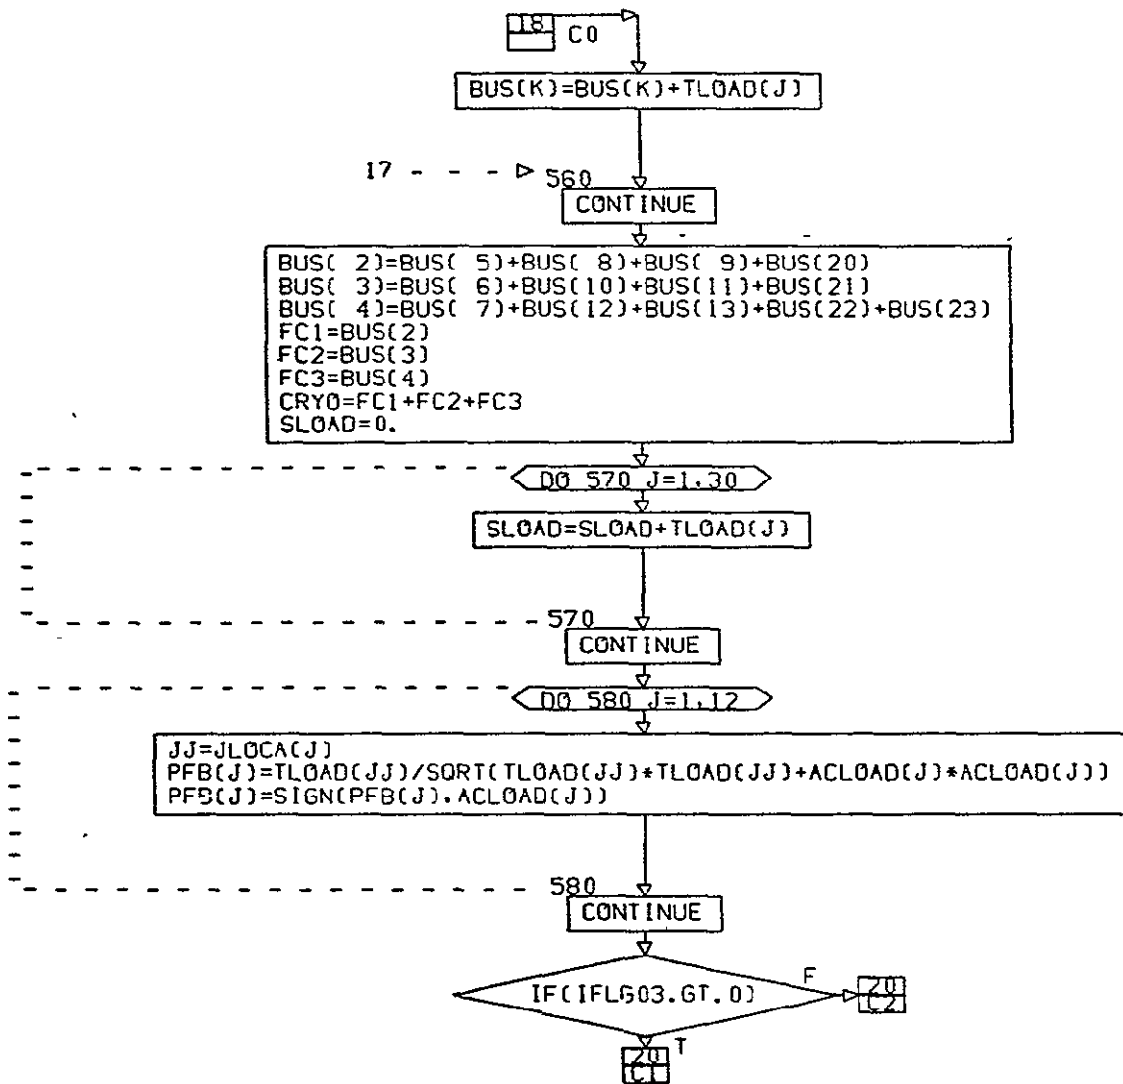 18
C0
BUS(K)=BUS(K)+TLOAD(J)
17 - - - 560
CONTINUE
BUS( 2)=BUS( 5)+BUS( 8)+BUS( 9)+BUS(20)
BUS( 3)=BUS( 6)+BUS(10)+BUS(11)+BUS(21)
BUS( 4)=BUS( 7)+BUS(12)+BUS(13)+BUS(22)+BUS(23)
FC1=BUS(2)
FC2=BUS(3)
FC3=BUS(4)
CRYO=FC1+FC2+FC3
SLOAD=0.
DO 570 J=1,30
SLOAD=SLOAD+TLOAD(J)
570
CONTINUE
DO 580 J=1,12
JJ=JLOCA(J)
PFB(J)=TLOAD(JJ)/SQRT(TLOAD(JJ)*TLOAD(JJ)+ACLOAD(J)*ACLOAD(J))
PFB(J)=SIGN(PFB(J),ACLOAD(J))
580
CONTINUE
IF(IFLG03.GT.0)
F
20
C2
T
20
C1